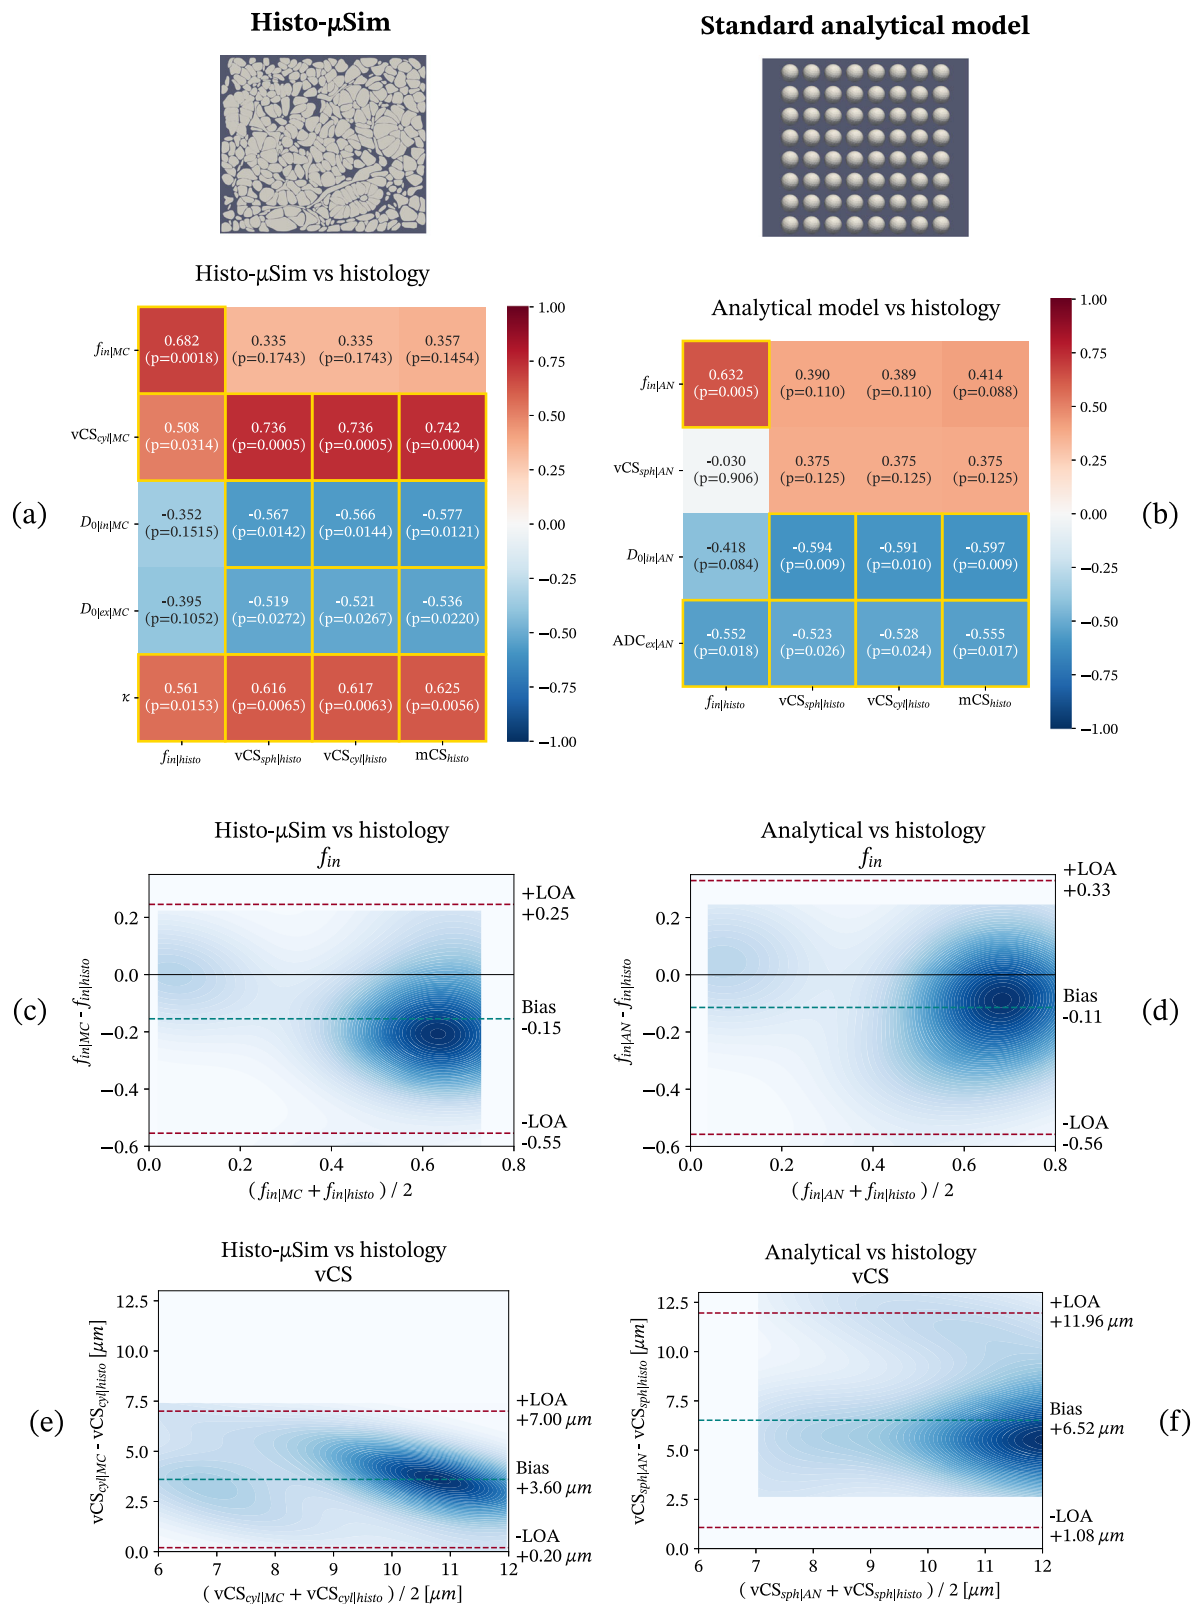 Histo-μSim
Standard analytical model
Histo-μSim vs histology
f_in|MC
0.682 (p=0.0018)
0.335 (p=0.1743)
0.335 (p=0.1743)
0.357 (p=0.1454)
vCS_cyl|MC
0.508 (p=0.0314)
0.736 (p=0.0005)
0.736 (p=0.0005)
0.742 (p=0.0004)
D_0|in|MC
-0.352 (p=0.1515)
-0.567 (p=0.0142)
-0.566 (p=0.0144)
-0.577 (p=0.0121)
D_0|ex|MC
-0.395 (p=0.1052)
-0.519 (p=0.0272)
-0.521 (p=0.0267)
-0.536 (p=0.0220)
κ
0.561 (p=0.0153)
0.616 (p=0.0065)
0.617 (p=0.0063)
0.625 (p=0.0056)
f_in|histo
vCS_sph|histo
vCS_cyl|histo
mCS_histo
1.00
0.75
0.50
0.25
0.00
−0.25
−0.50
−0.75
−1.00
(a)
Analytical model vs histology
f_in|AN
0.632 (p=0.005)
0.390 (p=0.110)
0.389 (p=0.110)
0.414 (p=0.088)
vCS_sph|AN
-0.030 (p=0.906)
0.375 (p=0.125)
0.375 (p=0.125)
0.375 (p=0.125)
D_0|in|AN
-0.418 (p=0.084)
-0.594 (p=0.009)
-0.591 (p=0.010)
-0.597 (p=0.009)
ADC_ex|AN
-0.552 (p=0.018)
-0.523 (p=0.026)
-0.528 (p=0.024)
-0.555 (p=0.017)
f_in|histo
vCS_sph|histo
vCS_cyl|histo
mCS_histo
1.00
0.75
0.50
0.25
0.00
−0.25
−0.50
−0.75
−1.00
(b)
Histo-μSim vs histology
f_in
+LOA
+0.25
Bias
-0.15
-LOA
-0.55
0.2
0.0
−0.2
−0.4
−0.6
f_in|MC - f_in|histo
0.0
0.2
0.4
0.6
0.8
( f_in|MC + f_in|histo ) / 2
(c)
Analytical vs histology
f_in
+LOA
+0.33
Bias
-0.11
-LOA
-0.56
0.2
0.0
−0.2
−0.4
−0.6
f_in|AN - f_in|histo
0.0
0.2
0.4
0.6
0.8
( f_in|AN + f_in|histo ) / 2
(d)
Histo-μSim vs histology
vCS
+LOA
+7.00 μm
Bias
+3.60 μm
-LOA
+0.20 μm
12.5
10.0
7.5
5.0
2.5
0.0
vCS_cyl|MC - vCS_cyl|histo [μm]
6
7
8
9
10
11
12
( vCS_cyl|MC + vCS_cyl|histo ) / 2 [μm]
(e)
Analytical vs histology
vCS
+LOA
+11.96 μm
Bias
+6.52 μm
-LOA
+1.08 μm
12.5
10.0
7.5
5.0
2.5
0.0
vCS_sph|AN - vCS_sph|histo [μm]
6
7
8
9
10
11
12
( vCS_sph|AN + vCS_sph|histo ) / 2 [μm]
(f)